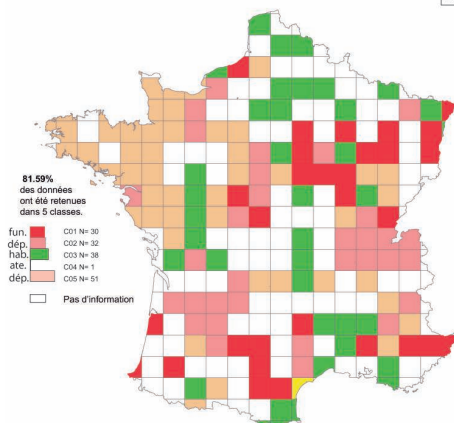 81.59%
des données
ont été retenues
dans 5 classes.
fun. C01 N= 30
dép. C02 N= 32
hab. C03 N= 38
ate. C04 N= 1
dép. C05 N= 51
Pas d'information